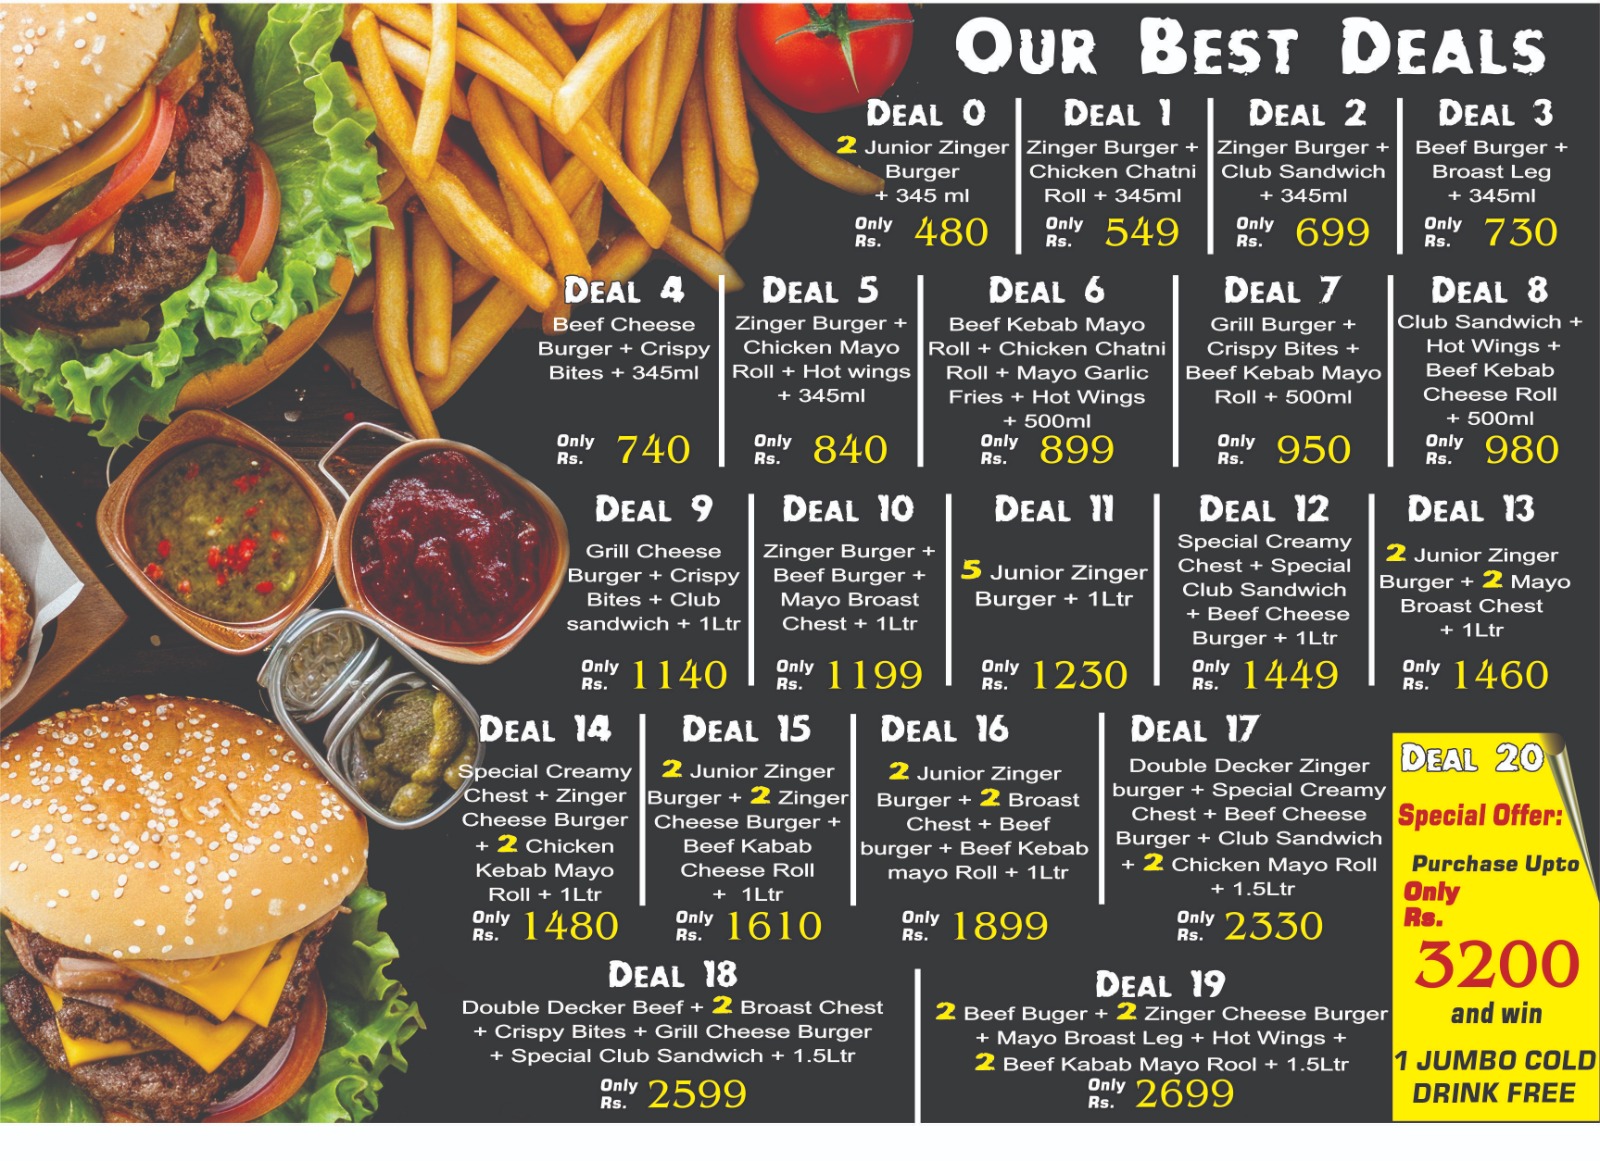 OUR BEST DEALS
DEAL 0
2 Junior Zinger
Burger
+ 345 ml
Only
Rs. 480
DEAL 1
Zinger Burger +
Chicken Chatni
Roll + 345ml
Only
Rs. 549
DEAL 2
Zinger Burger +
Club Sandwich
+ 345ml
Only
Rs. 699
DEAL 3
Beef Burger +
Broast Leg
+ 345ml
Only
Rs. 730
DEAL 4
Beef Cheese
Burger + Crispy
Bites + 345ml
Only
Rs. 740
DEAL 5
Zinger Burger +
Chicken Mayo
Roll + Hot wings
+ 345ml
Only
Rs. 840
DEAL 6
Beef Kebab Mayo
Roll + Chicken Chatni
Roll + Mayo Garlic
Fries + Hot Wings
+ 500ml
Only
Rs. 899
DEAL 7
Grill Burger +
Crispy Bites +
Beef Kebab Mayo
Roll + 500ml
Only
Rs. 950
DEAL 8
Club Sandwich +
Hot Wings +
Beef Kebab
Cheese Roll
+ 500ml
Only
Rs. 980
DEAL 9
Grill Cheese
Burger + Crispy
Bites + Club
sandwich + 1Ltr
Only
Rs. 1140
DEAL 10
Zinger Burger +
Beef Burger +
Mayo Broast
Chest + 1Ltr
Only
Rs. 1199
DEAL 11
5 Junior Zinger
Burger + 1Ltr
Only
Rs. 1230
DEAL 12
Special Creamy
Chest + Special
Club Sandwich
+ Beef Cheese
Burger + 1Ltr
Only
Rs. 1449
DEAL 13
2 Junior Zinger
Burger + 2 Mayo
Broast Chest
+ 1Ltr
Only
Rs. 1460
DEAL 14
Special Creamy
Chest + Zinger
Cheese Burger
+ 2 Chicken
Kebab Mayo
Roll + 1Ltr
Only
Rs. 1480
DEAL 15
2 Junior Zinger
Burger + 2 Zinger
Cheese Burger +
Beef Kabab
Cheese Roll
+ 1Ltr
Only
Rs. 1610
DEAL 16
2 Junior Zinger
Burger + 2 Broast
Chest + Beef
burger + Beef Kebab
mayo Roll + 1Ltr
Only
Rs. 1899
DEAL 17
Double Decker Zinger
burger + Special Creamy
Chest + Beef Cheese
Burger + Club Sandwich
+ 2 Chicken Mayo Roll
+ 1.5Ltr
Only
Rs. 2330
DEAL 18
Double Decker Beef + 2 Broast Chest
+ Crispy Bites + Grill Cheese Burger
+ Special Club Sandwich + 1.5Ltr
Only
Rs. 2599
DEAL 19
2 Beef Buger + 2 Zinger Cheese Burger
+ Mayo Broast Leg + Hot Wings +
2 Beef Kabab Mayo Rool + 1.5Ltr
Only
Rs. 2699
DEAL 20
Special Offer:
Purchase Upto
Only
Rs.
3200
and win
1 JUMBO COLD
DRINK FREE